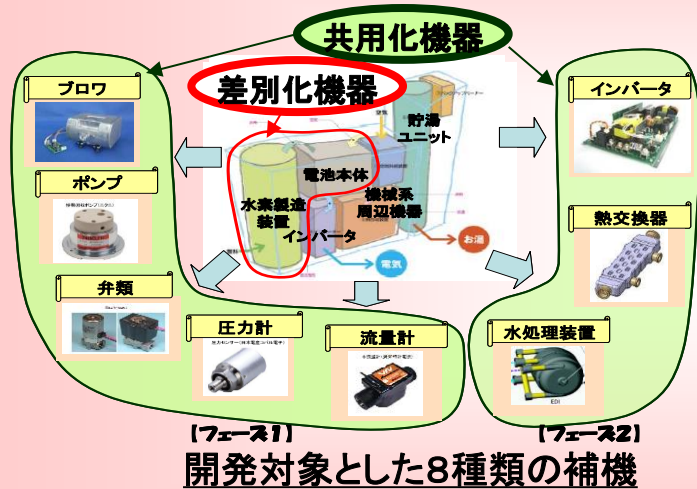 共用化機器
差別化機器
ブロワ
ポンプ
弁類
圧力計
流量計
インバータ
熱交換器
水処理装置
EDI
貯湯
ユニット
電池本体
水素製造
装置
機械系
周辺機器
インバータ
空気
電気
お湯
【フェーズ1】
【フェーズ2】
開発対象とした8種類の補機